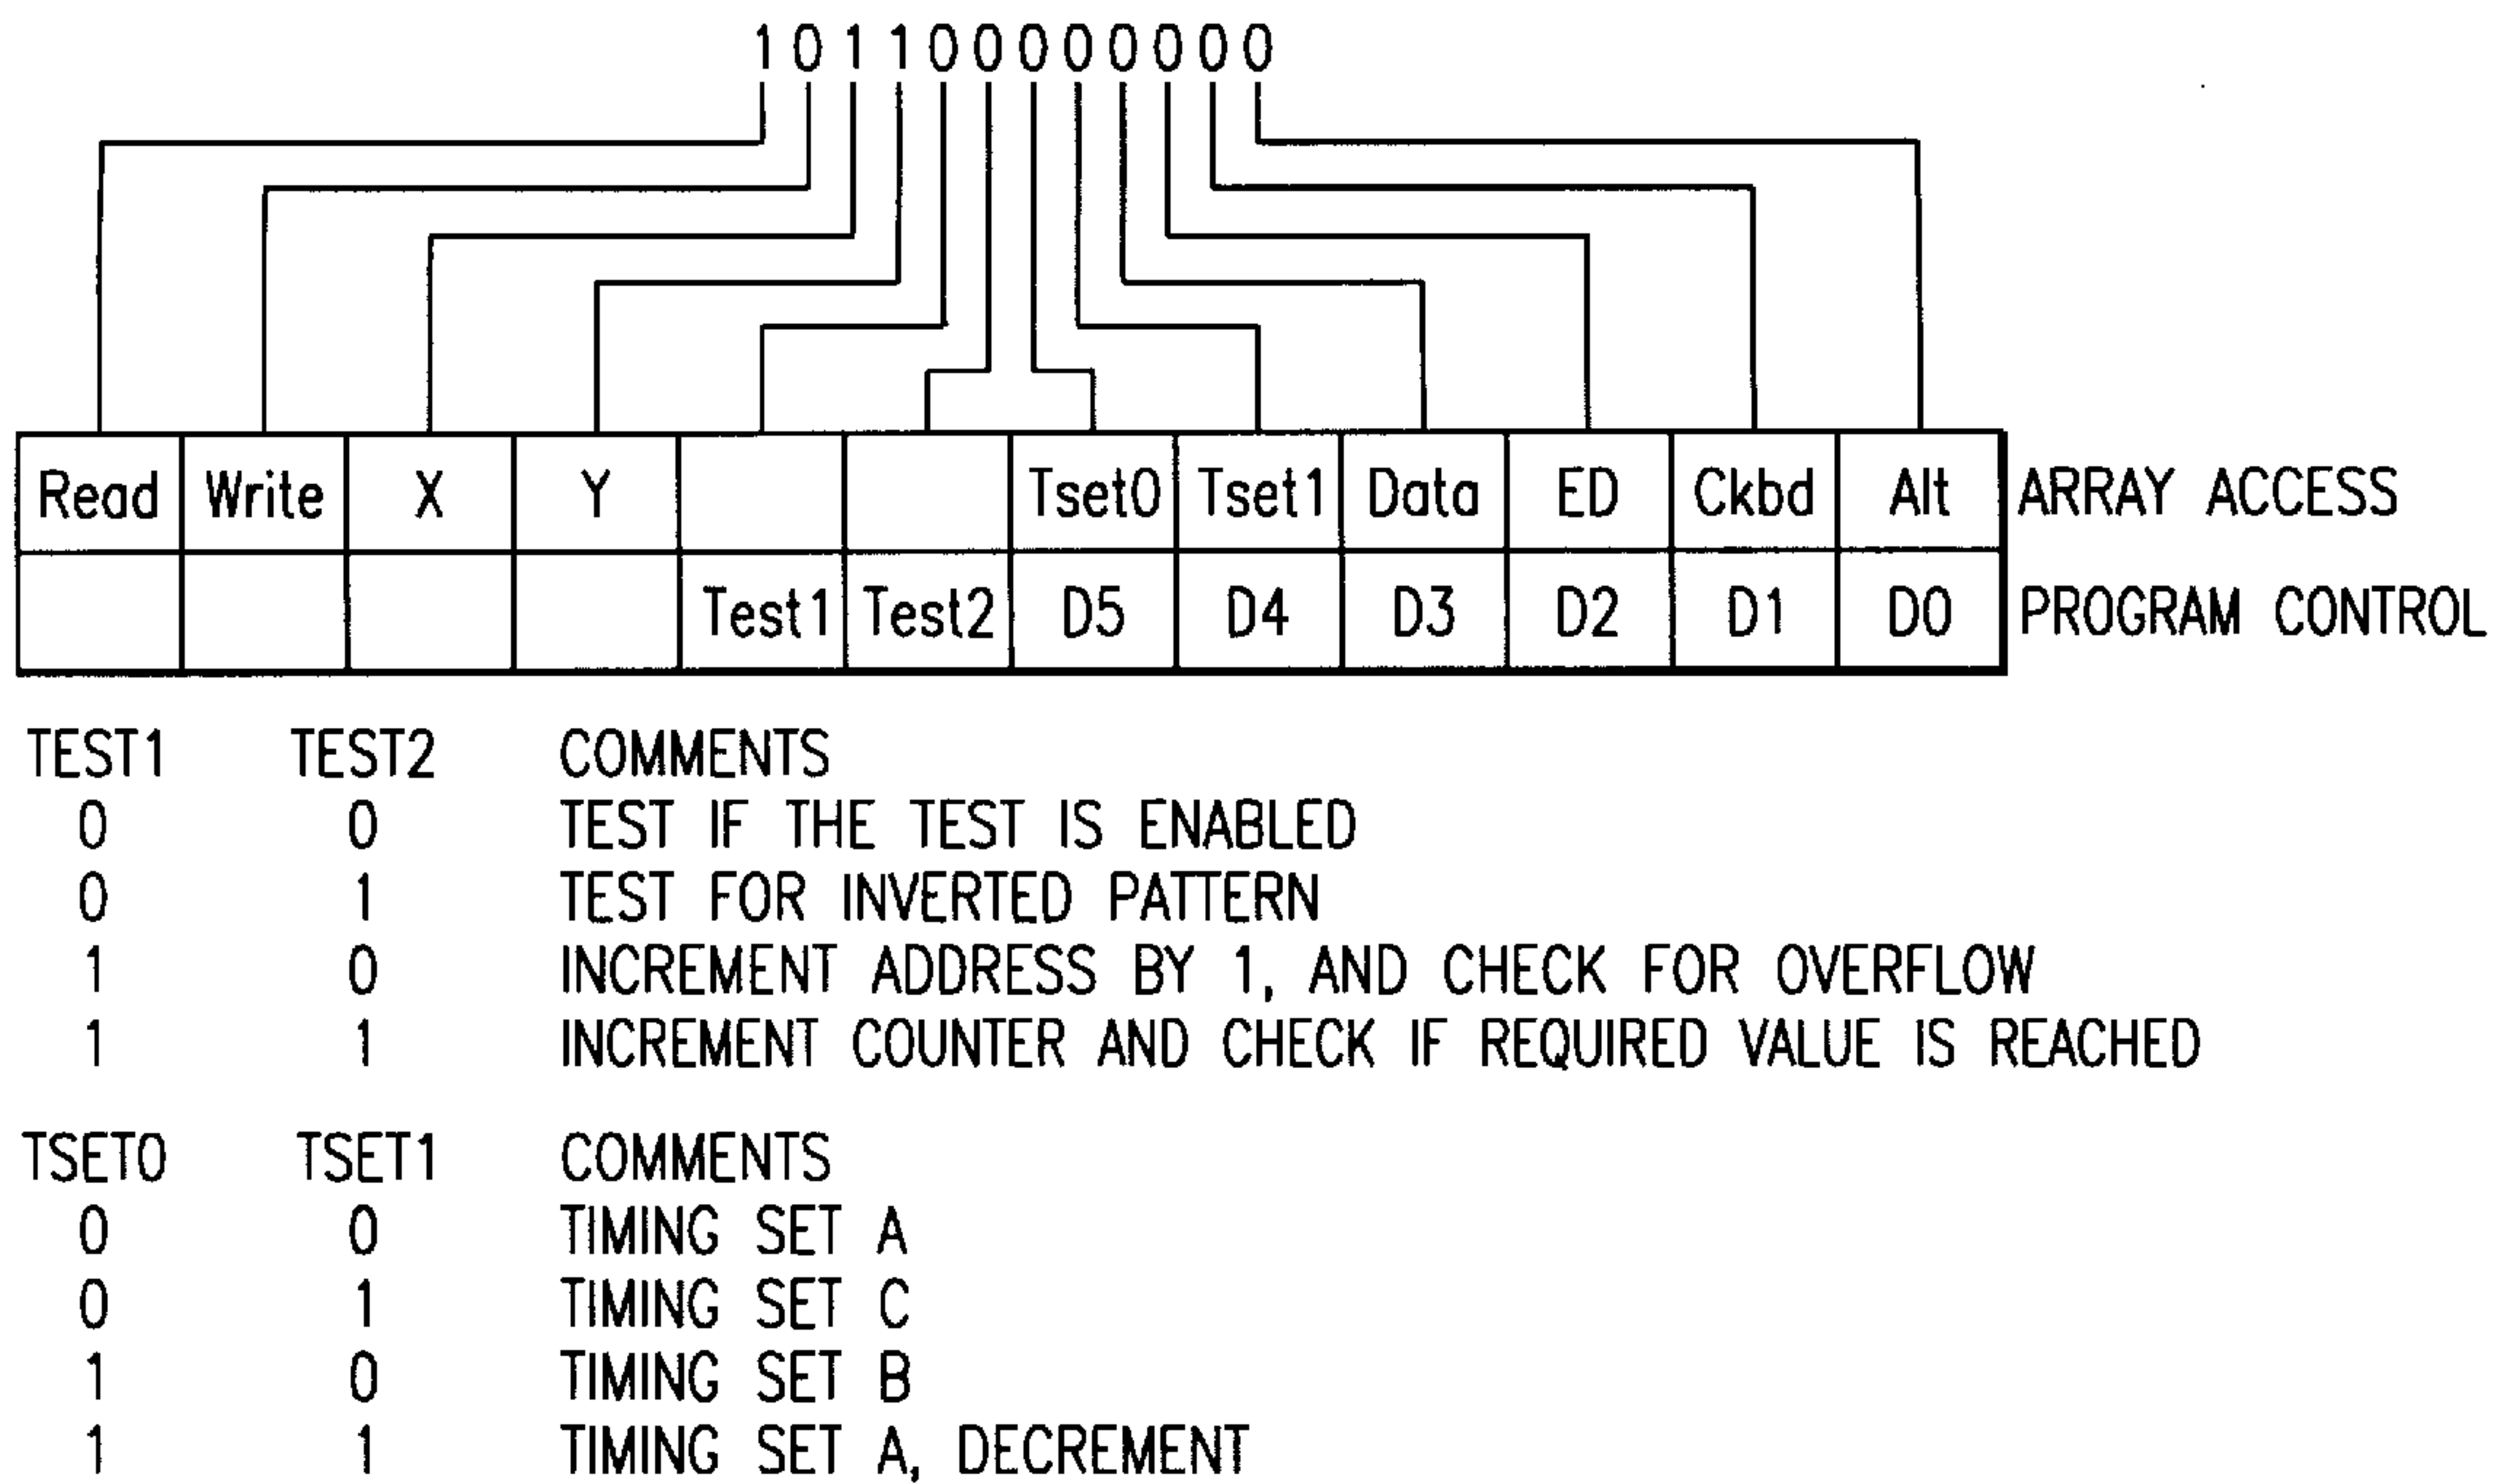 101100000000
Read Write X Y Tset0 Tset1 Data ED Ckbd Alt ARRAY ACCESS
Test1 Test2 D5 D4 D3 D2 D1 D0 PROGRAM CONTROL
TEST1 TEST2 COMMENTS
0 0 TEST IF THE TEST IS ENABLED
0 1 TEST FOR INVERTED PATTERN
1 0 INCREMENT ADDRESS BY 1, AND CHECK FOR OVERFLOW
1 1 INCREMENT COUNTER AND CHECK IF REQUIRED VALUE IS REACHED
TSET0 TSET1 COMMENTS
0 0 TIMING SET A
0 1 TIMING SET C
1 0 TIMING SET B
1 1 TIMING SET A, DECREMENT